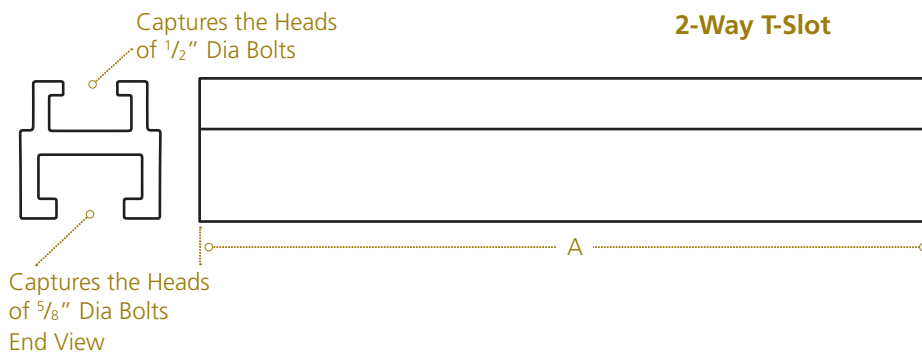 Captures the Heads
of 1/2" Dia Bolts
2-Way T-Slot
A
Captures the Heads
of 5/8" Dia Bolts
End View